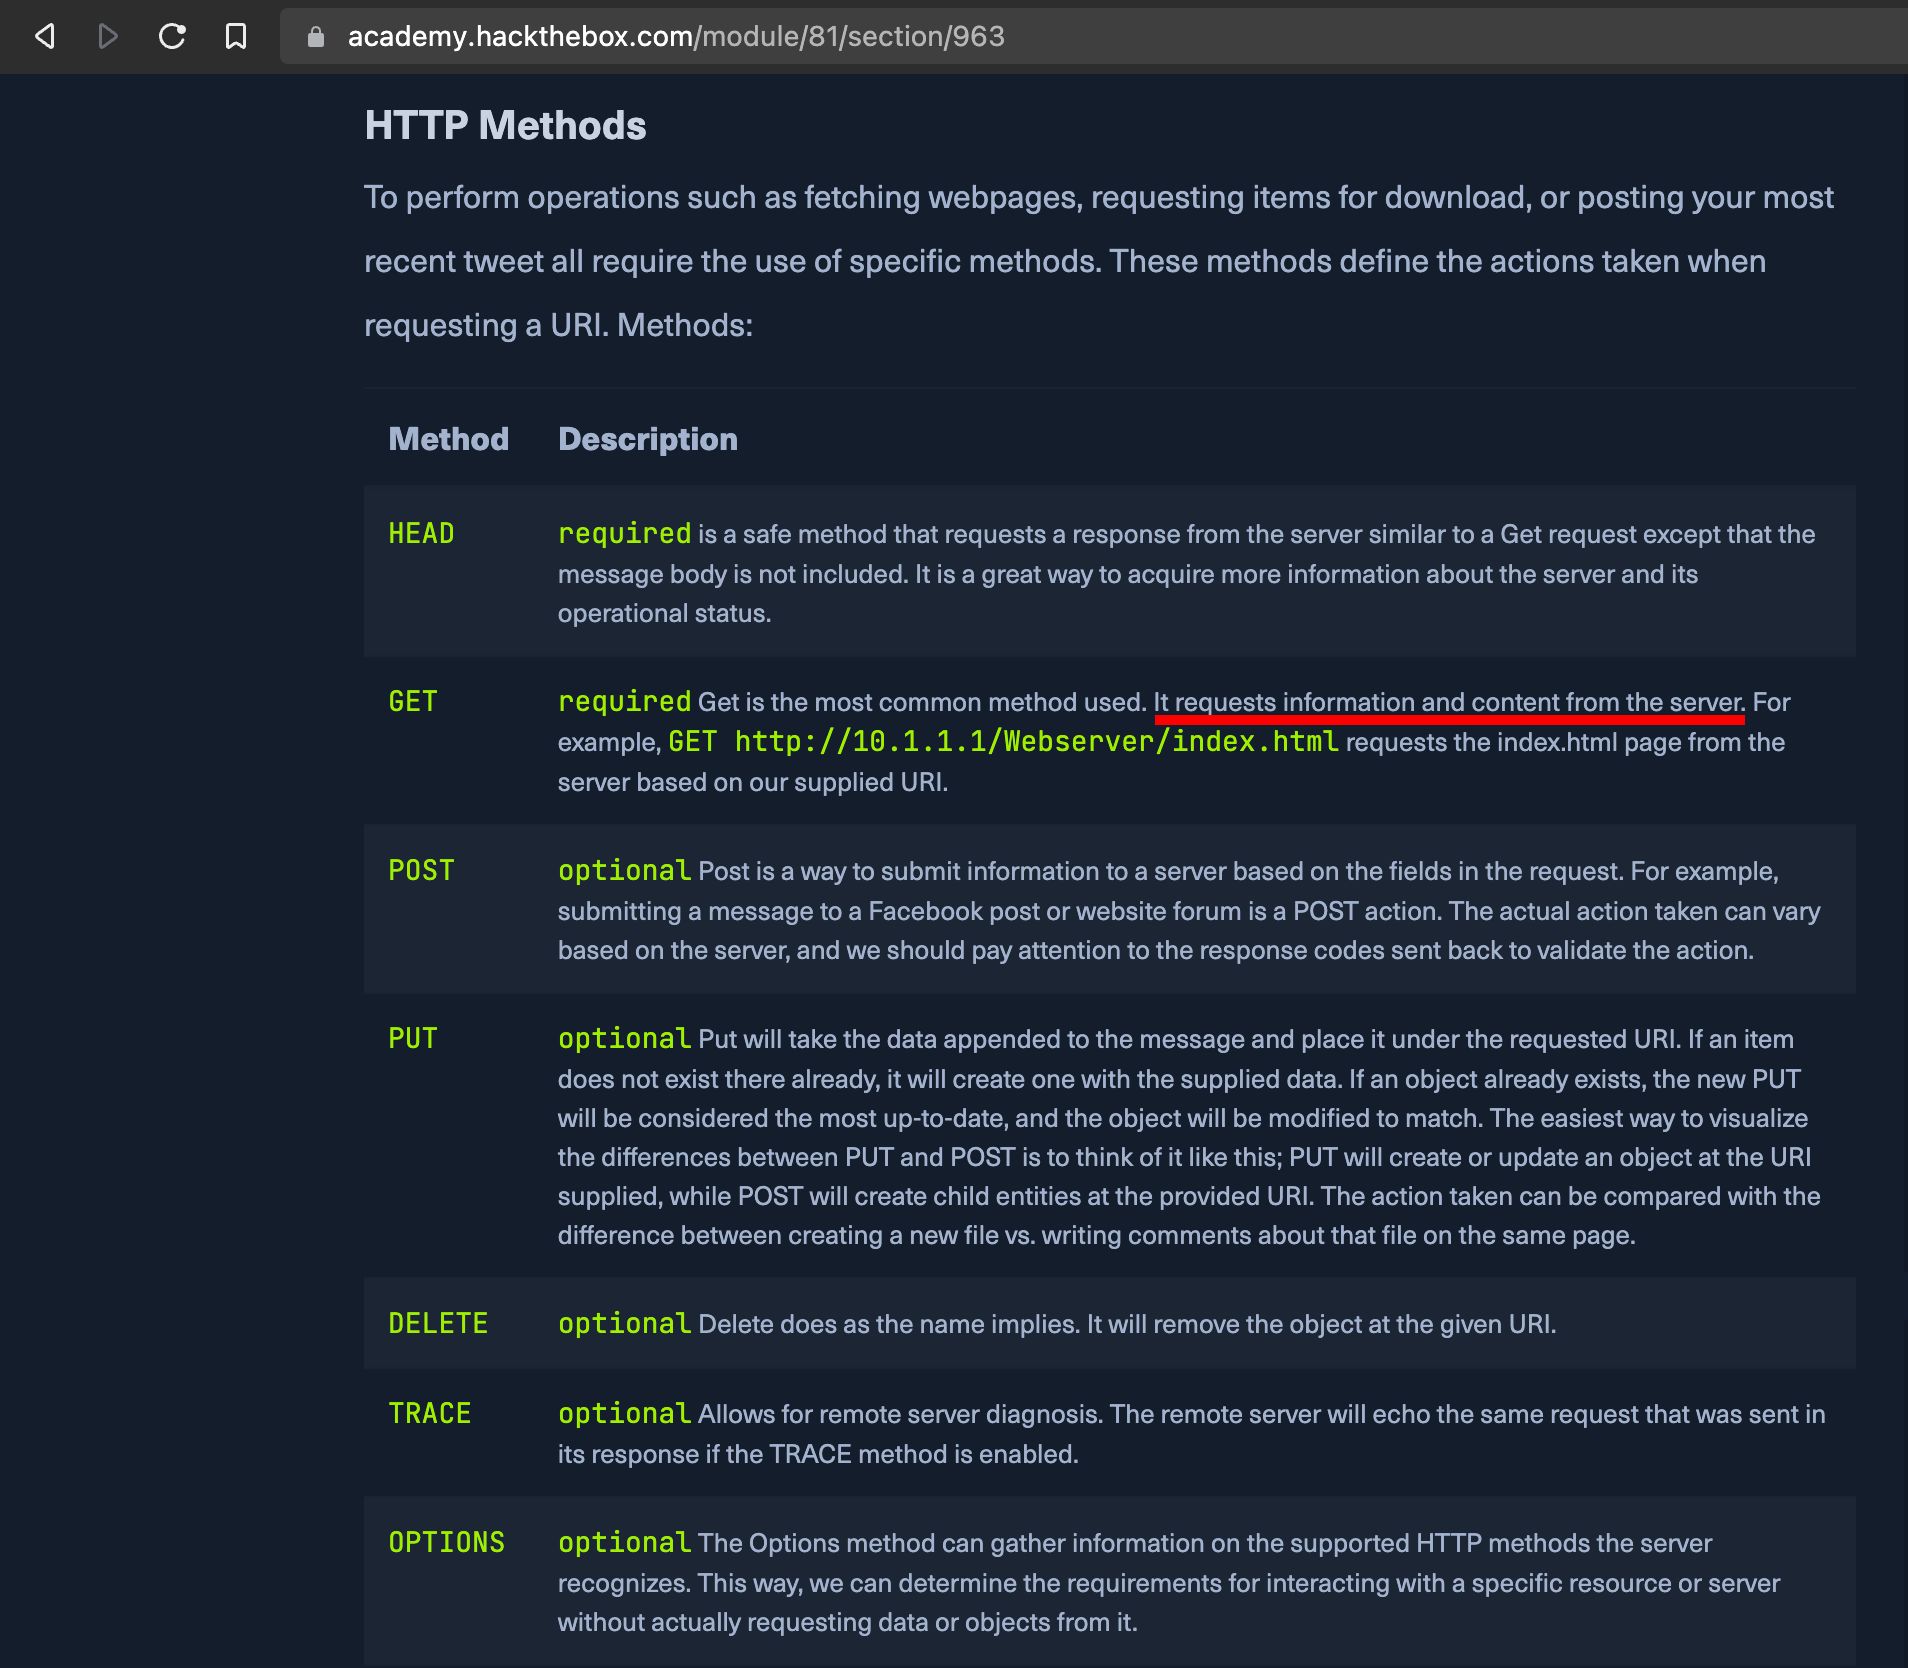 academy.hackthebox.com/module/81/section/963
HTTP Methods
To perform operations such as fetching webpages, requesting items for download, or posting your most
recent tweet all require the use of specific methods. These methods define the actions taken when
requesting a URI. Methods:
Method Description
HEAD required is a safe method that requests a response from the server similar to a Get request except that the
message body is not included. It is a great way to acquire more information about the server and its
operational status.
GET required Get is the most common method used. It requests information and content from the server. For
example, GET http://10.1.1.1/Webserver/index.html requests the index.html page from the
server based on our supplied URI.
POST optional Post is a way to submit information to a server based on the fields in the request. For example,
submitting a message to a Facebook post or website forum is a POST action. The actual action taken can vary
based on the server, and we should pay attention to the response codes sent back to validate the action.
PUT optional Put will take the data appended to the message and place it under the requested URI. If an item
does not exist there already, it will create one with the supplied data. If an object already exists, the new PUT
will be considered the most up-to-date, and the object will be modified to match. The easiest way to visualize
the differences between PUT and POST is to think of it like this; PUT will create or update an object at the URI
supplied, while POST will create child entities at the provided URI. The action taken can be compared with the
difference between creating a new file vs. writing comments about that file on the same page.
DELETE optional Delete does as the name implies. It will remove the object at the given URI.
TRACE optional Allows for remote server diagnosis. The remote server will echo the same request that was sent in
its response if the TRACE method is enabled.
OPTIONS optional The Options method can gather information on the supported HTTP methods the server
recognizes. This way, we can determine the requirements for interacting with a specific resource or server
without actually requesting data or objects from it.